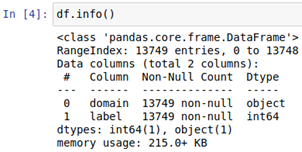 In [4]: df.info()
<class 'pandas.core.frame.DataFrame'>
RangeIndex: 13749 entries, 0 to 13748
Data columns (total 2 columns):
 #   Column  Non-Null Count  Dtype
---  ------  --------------  -----
 0   domain  13749 non-null  object
 1   label   13749 non-null  int64
dtypes: int64(1), object(1)
memory usage: 215.0+ KB